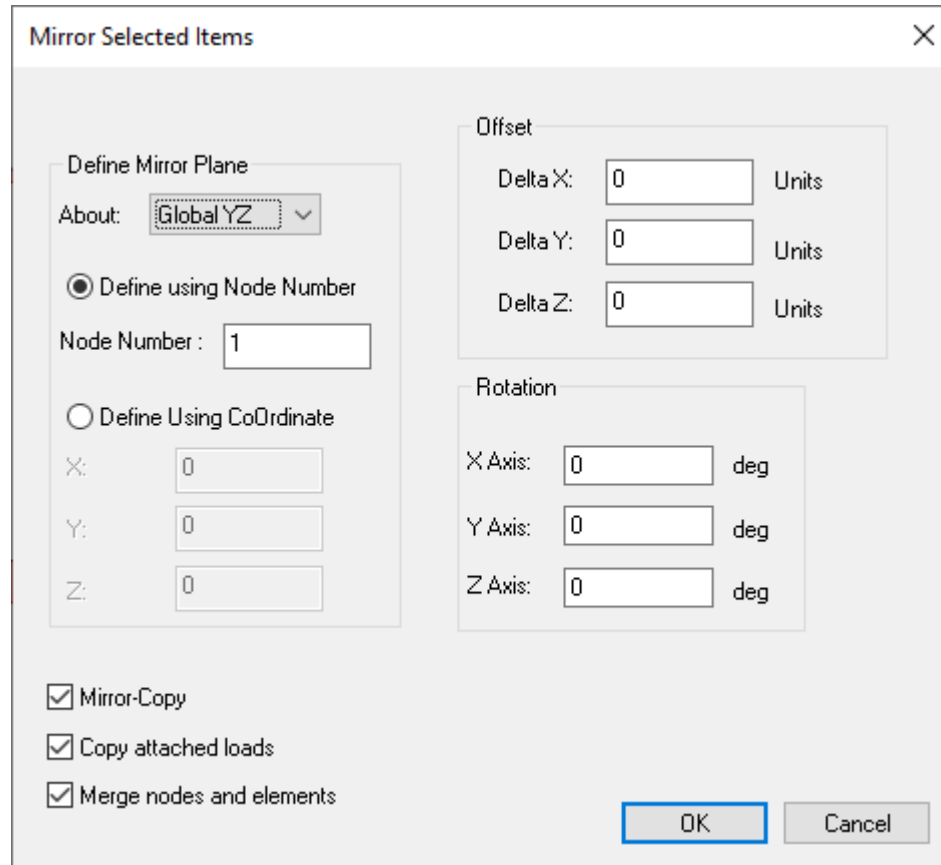 Mirror Selected Items
Define Mirror Plane
About: Global YZ
Define using Node Number
Node Number : 1
Define Using CoOrdinate
X: 0
Y: 0
Z: 0
Offset
Delta X: 0 Units
Delta Y: 0 Units
Delta Z: 0 Units
Rotation
X Axis: 0 deg
Y Axis: 0 deg
Z Axis: 0 deg
Mirror-Copy
Copy attached loads
Merge nodes and elements
OK Cancel